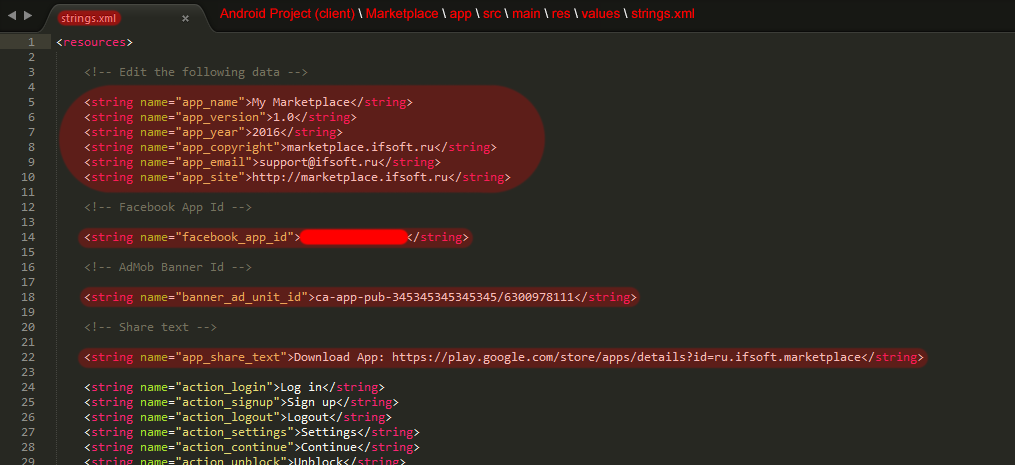 strings.xml × Android Project (client) \ Marketplace \ app \ src \ main \ res \ values \ strings.xml
1 <resources>
2
3 <!-- Edit the following data -->
4
5 <string name="app_name">My Marketplace</string>
6 <string name="app_version">1.0</string>
7 <string name="app_year">2016</string>
8 <string name="app_copyright">marketplace.ifsoft.ru</string>
9 <string name="app_email">support@ifsoft.ru</string>
10 <string name="app_site">http://marketplace.ifsoft.ru</string>
11
12 <!-- Facebook App Id -->
13
14 <string name="facebook_app_id"></string>
15
16 <!-- AdMob Banner Id -->
17
18 <string name="banner_ad_unit_id">ca-app-pub-345345345345345/6300978111</string>
19
20 <!-- Share text -->
21
22 <string name="app_share_text">Download App: https://play.google.com/store/apps/details?id=ru.ifsoft.marketplace</string>
23
24 <string name="action_login">Log in</string>
25 <string name="action_signup">Sign up</string>
26 <string name="action_logout">Logout</string>
27 <string name="action_settings">Settings</string>
28 <string name="action_continue">Continue</string>
29 <string name="action_unblock">Unblock</string>